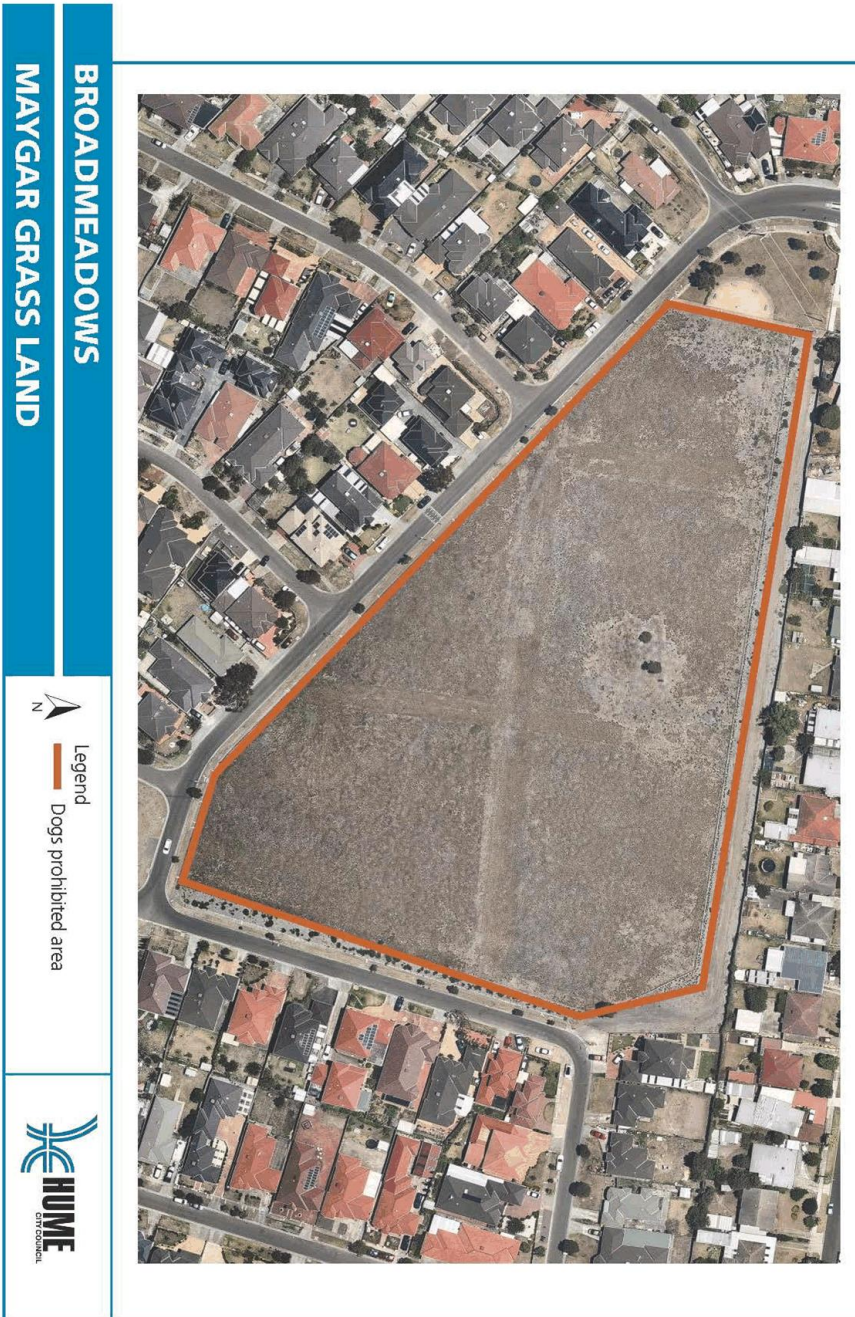 BROADMEADOWS
MAYGAR GRASS LAND
N
Legend
Dogs prohibited area
HUME
CITY COUNCIL